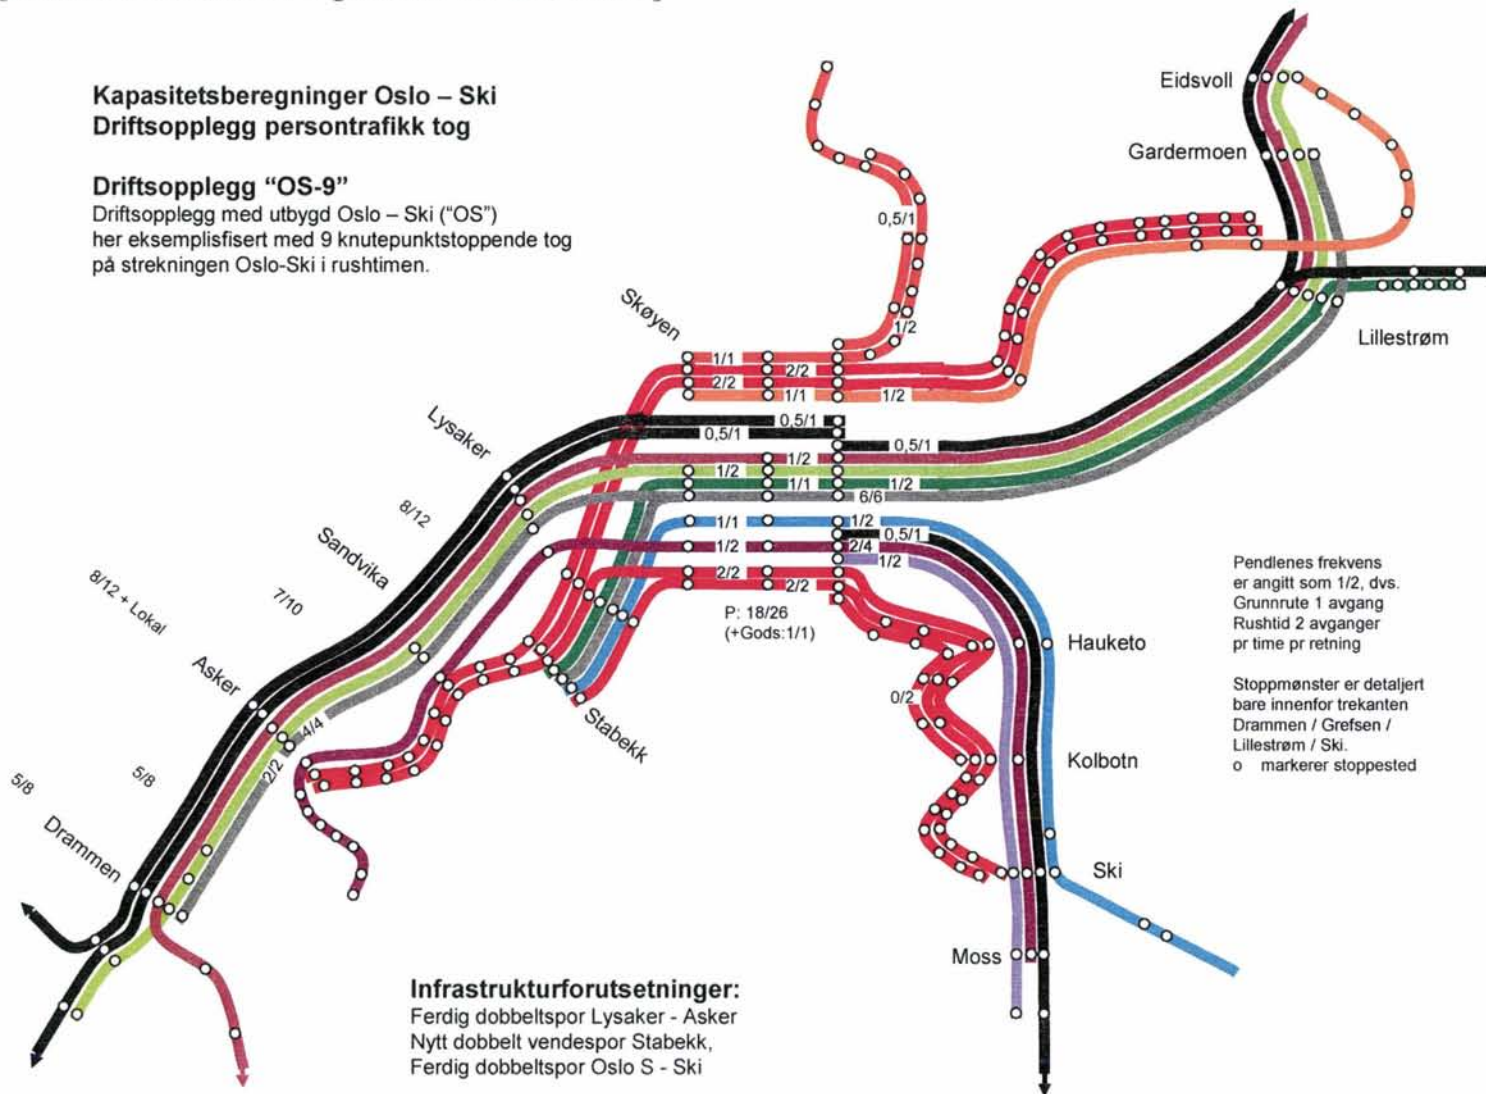 Kapasitetsberegninger Oslo – Ski
Driftsopplegg persontrafikk tog
Driftsopplegg “OS-9”
Driftsopplegg med utbygd Oslo – Ski (“OS”)
her eksemplisfisert med 9 knutepunktstoppende tog
på strekningen Oslo-Ski i rushtimen.
Eidsvoll
Gardermoen
0,5/1
Skøyen
1/2
Lillestrøm
1/1
2/2
2/2
1/1
1/2
Lysaker
0,5/1
0,5/1
0,5/1
1/2
1/2
1/1
1/2
6/6
8/12
Sandvika
1/1
1/2
0,5/1
1/2
2/4
1/2
2/2
2/2
8/12 + Lokal
7/10
P: 18/26
(+Gods:1/1)
Pendlenes frekvens
er angitt som 1/2, dvs.
Grunnrute 1 avgang
Rushtid 2 avganger
pr time pr retning
Hauketo
Asker
0/2
Stoppmønster er detaljert
bare innenfor trekanten
Drammen / Grefsen /
Lillestrøm / Ski.
o markerer stoppested
4/4
Stabekk
2/2
Kolbotn
5/8
5/8
Drammen
Ski
Moss
Infrastrukturforutsetninger:
Ferdig dobbeltspor Lysaker - Asker
Nytt dobbelt vendespor Stabekk,
Ferdig dobbeltspor Oslo S - Ski